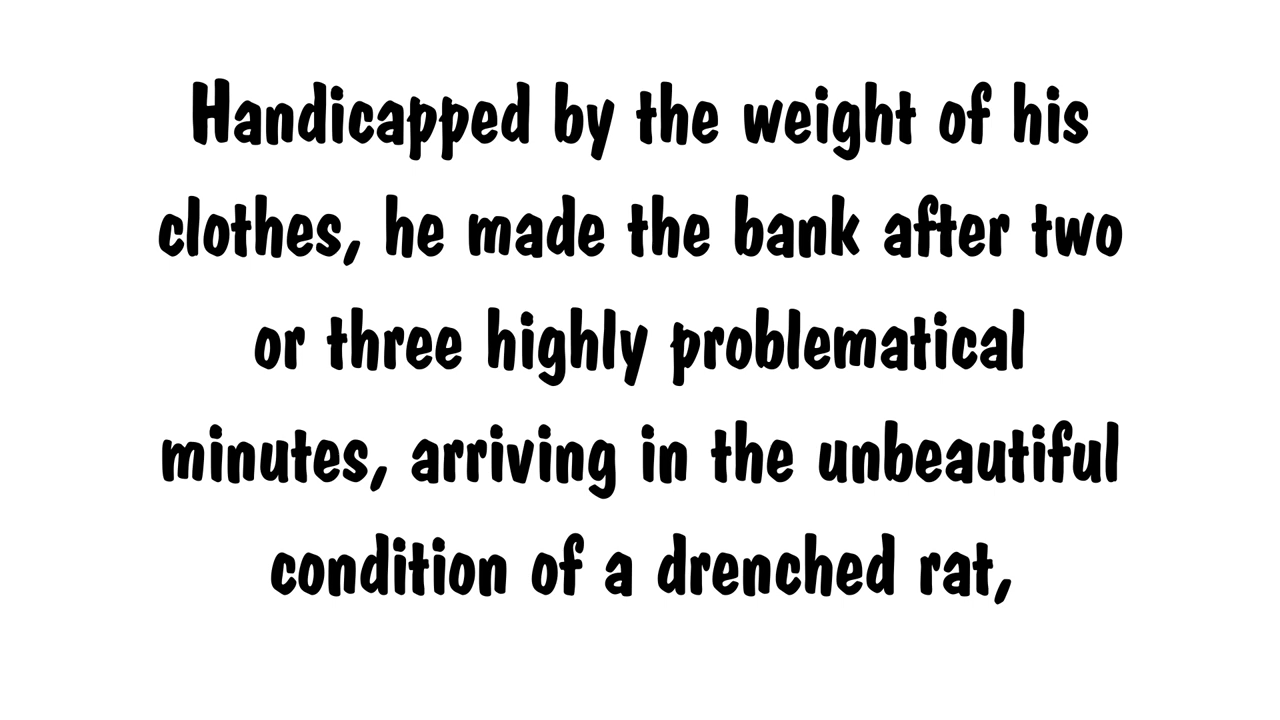 Handicapped by the weight of his
clothes, he made the bank after two
or three highly problematical
minutes, arriving in the unbeautiful
condition of a drenched rat,